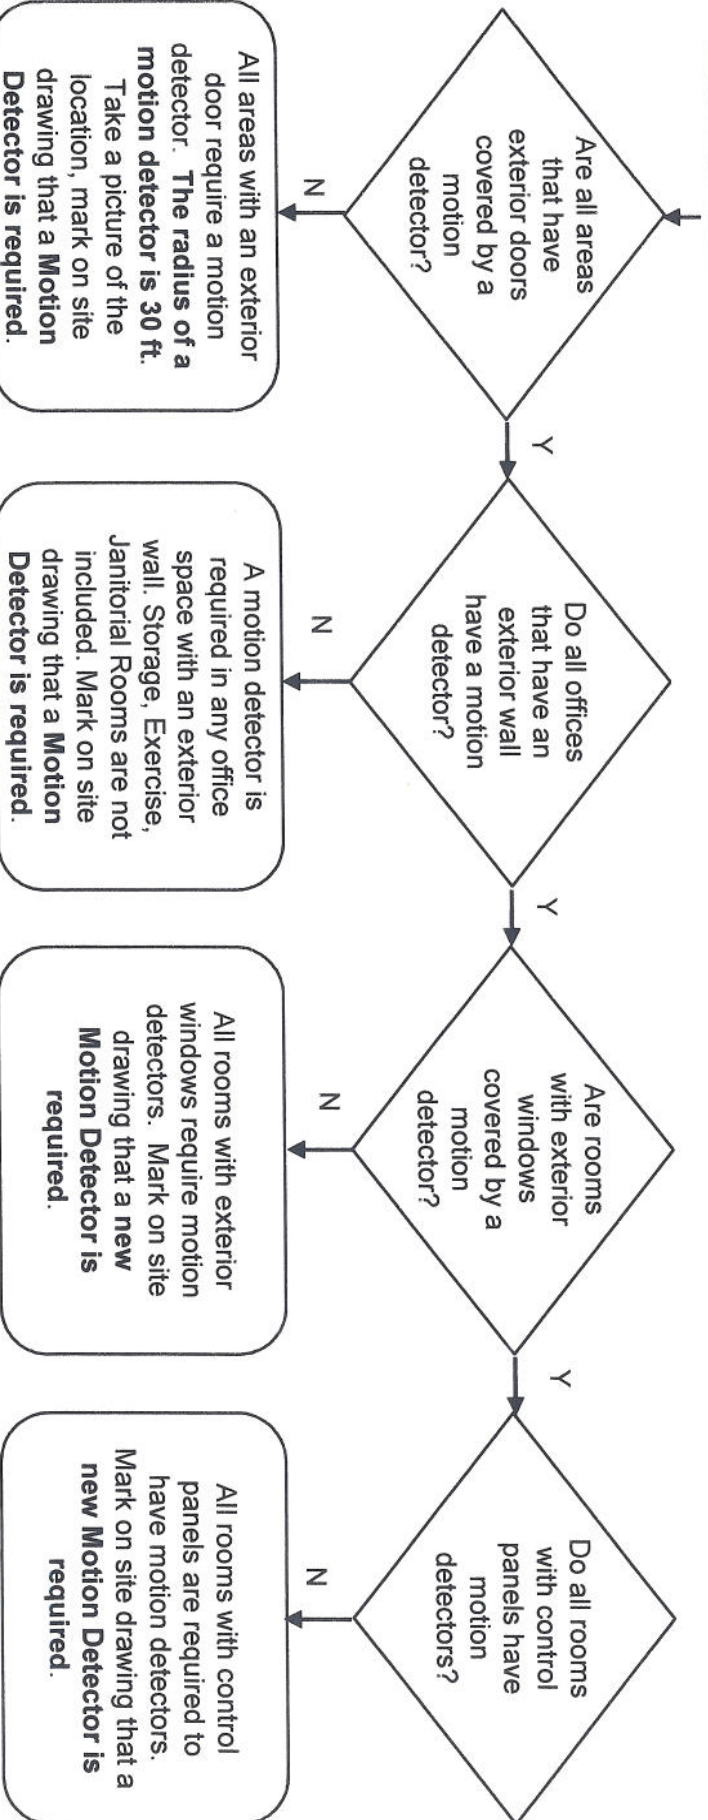 Are all areas
that have
exterior doors
covered by a
motion
detector?
Y
N
All areas with an exterior
door require a motion
detector. The radius of a
motion detector is 30 ft.
Take a picture of the
location, mark on site
drawing that a Motion
Detector is required.
Do all offices
that have an
exterior wall
have a motion
detector?
Y
N
A motion detector is
required in any office
space with an exterior
wall. Storage, Exercise,
Janitorial Rooms are not
included. Mark on site
drawing that a Motion
Detector is required.
Are rooms
with exterior
windows
covered by a
motion
detector?
Y
N
All rooms with exterior
windows require motion
detectors. Mark on site
drawing that a new
Motion Detector is
required.
Do all rooms
with control
panels have
motion
detectors?
N
All rooms with control
panels are required to
have motion detectors.
Mark on site drawing that a
new Motion Detector is
required.